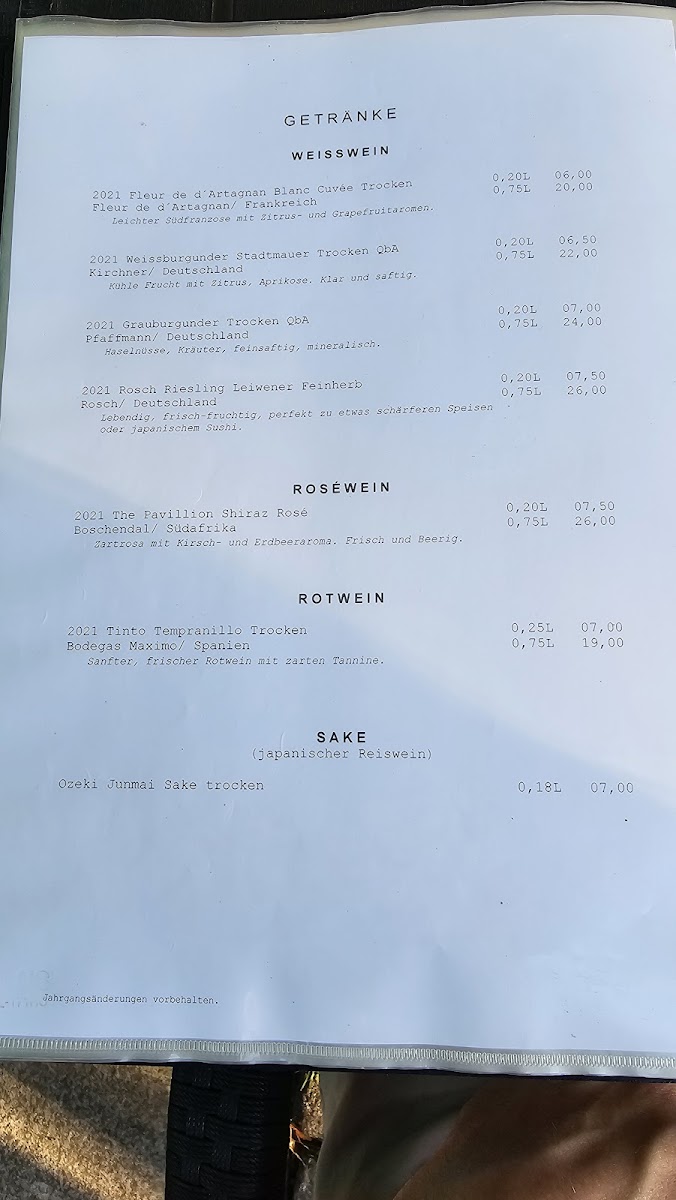 GETRÄNKE
WEISSWEIN
2021 Fleur de d´Artagnan Blanc Cuvée Trocken 0,20L 06,00
Fleur de d´Artagnan/ Frankreich 0,75L 20,00
Leichter Südfranzose mit Zitrus- und Grapefruitaromen.
2021 Weissburgunder Stadtmauer Trocken QbA 0,20L 06,50
Kirchner/ Deutschland 0,75L 22,00
Kühle Frucht mit Zitrus, Aprikose. Klar und saftig.
2021 Grauburgunder Trocken QbA 0,20L 07,00
Pfaffmann/ Deutschland 0,75L 24,00
Haselnüsse, Kräuter, feinsaftig, mineralisch.
2021 Rosch Riesling Leiwener Feinherb 0,20L 07,50
Rosch/ Deutschland 0,75L 26,00
Lebendig, frisch-fruchtig, perfekt zu etwas schärferen Speisen
oder japanischem Sushi.
ROSÉWEIN
2021 The Pavillion Shiraz Rosé 0,20L 07,50
Boschendal/ Südafrika 0,75L 26,00
Zartrosa mit Kirsch- und Erdbeeraroma. Frisch und Beerig.
ROTWEIN
2021 Tinto Tempranillo Trocken 0,25L 07,00
Bodegas Maximo/ Spanien 0,75L 19,00
Sanfter, frischer Rotwein mit zarten Tannine.
SAKE
(japanischer Reiswein)
Ozeki Junmai Sake trocken 0,18L 07,00
Jahrgangsänderungen vorbehalten.